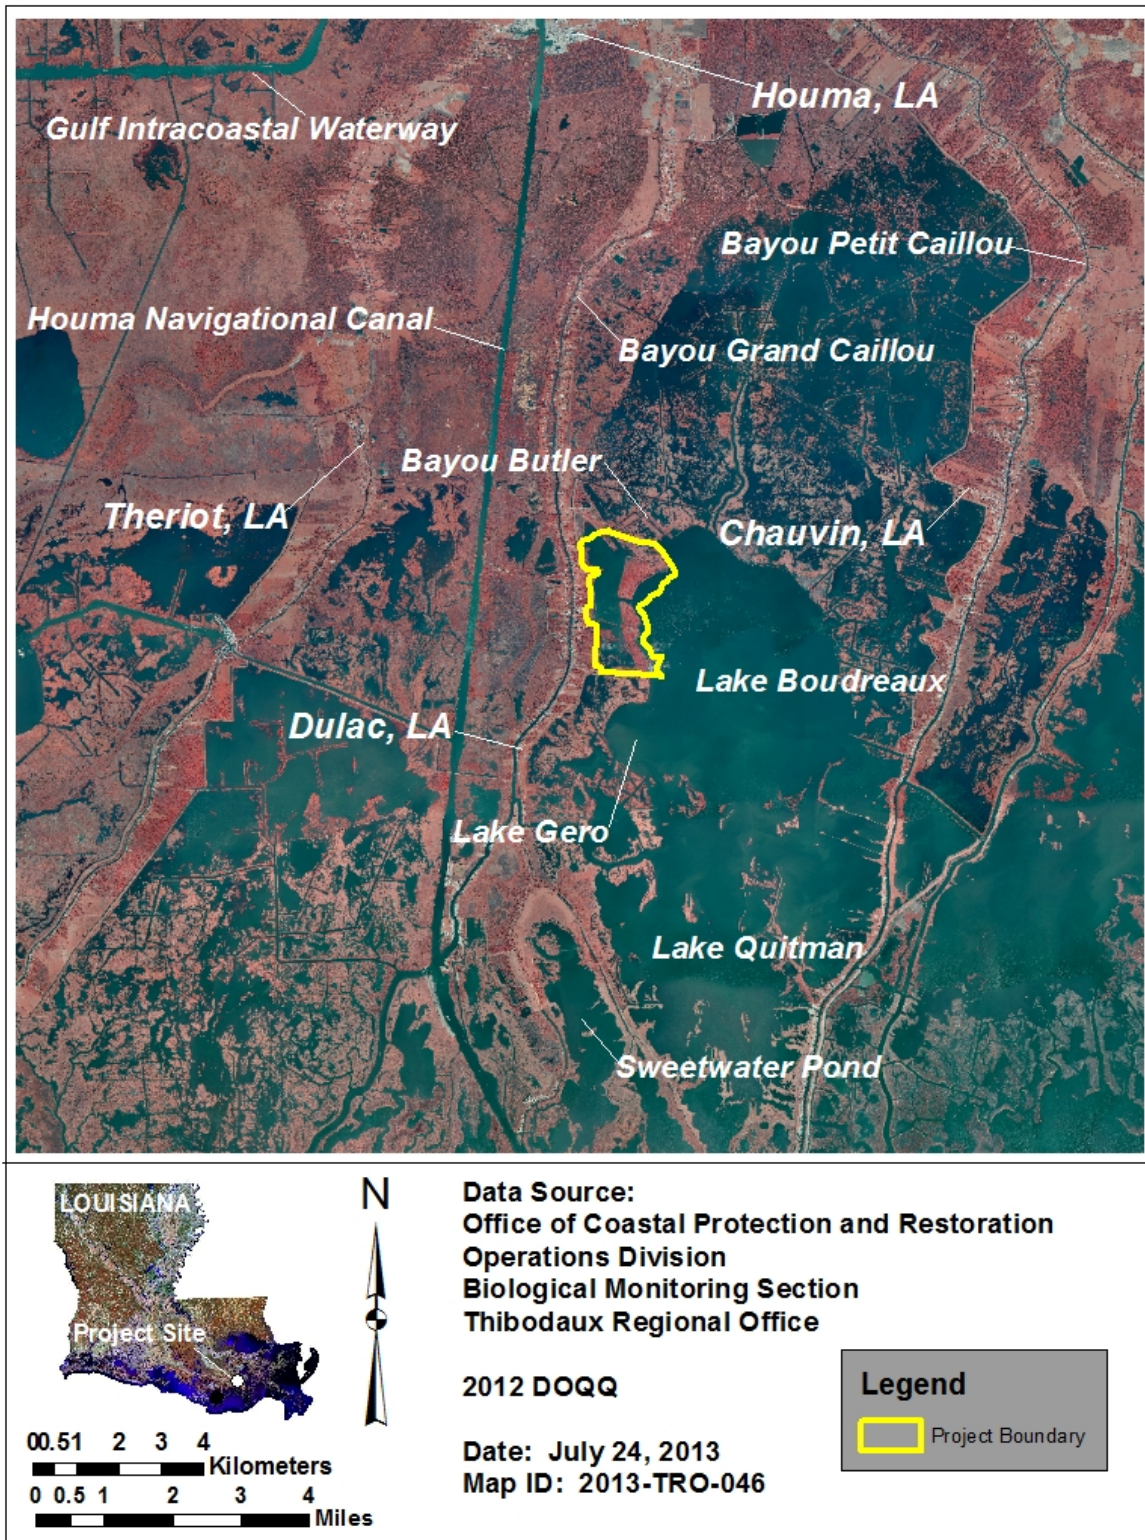 Houma, LA
Gulf Intracoastal Waterway
Bayou Petit Caillou
Houma Navigational Canal
Bayou Grand Caillou
Bayou Butler
Theriot, LA
Chauvin, LA
Lake Boudreaux
Dulac, LA
Lake Gero
Lake Quitman
Sweetwater Pond
LOUISIANA
Project Site
N
00.51 2 3 4
Kilometers
0 0.5 1 2 3 4
Miles
Data Source:
Office of Coastal Protection and Restoration
Operations Division
Biological Monitoring Section
Thibodaux Regional Office
2012 DOQQ
Date: July 24, 2013
Map ID: 2013-TRO-046
Legend
Project Boundary